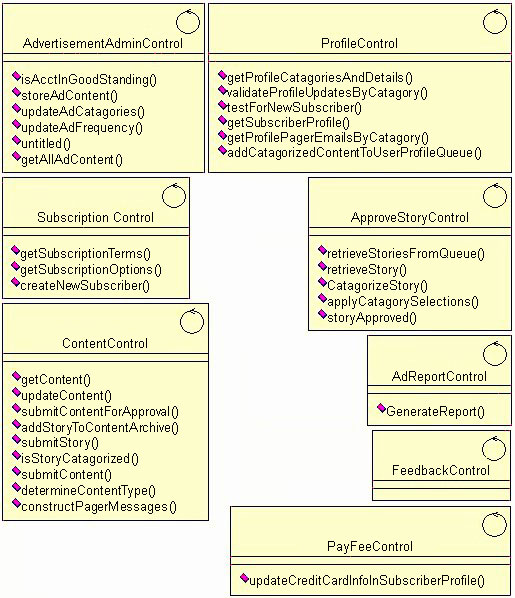 AdvertisementAdminControl
isAcctInGoodStanding()
storeAdContent()
updateAdCatagories()
updateAdFrequency()
untitled()
getAllAdContent()
ProfileControl
getProfileCatagoriesAndDetails()
validateProfileUpdatesByCatagory()
testForNewSubscriber()
getSubscriberProfile()
getProfilePagerEmailsByCatagory()
addCatagorizedContentToUserProfileQueue()
Subscription Control
getSubscriptionTerms()
getSubscriptionOptions()
createNewSubscriber()
ApproveStoryControl
retrieveStoriesFromQueue()
retrieveStory()
CatagorizeStory()
applyCatagorySelections()
storyApproved()
ContentControl
getContent()
updateContent()
submitContentForApproval()
addStoryToContentArchive()
submitStory()
isStoryCatagorized()
submitContent()
determineContentType()
constructPagerMessages()
AdReportControl
GenerateReport()
FeedbackControl
PayFeeControl
updateCreditCardInfoInSubscriberProfile()